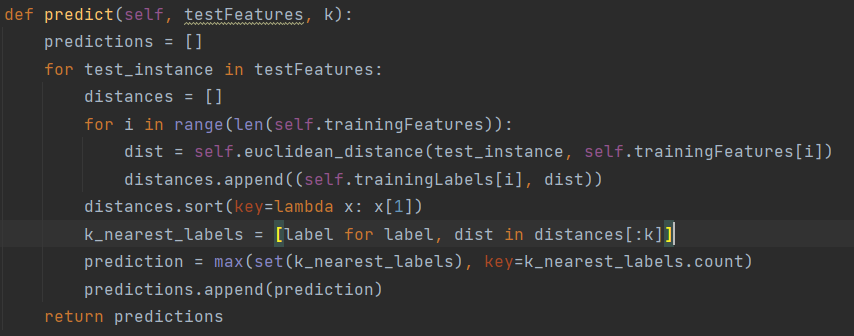 def predict(self, testFeatures, k):
    predictions = []
    for test_instance in testFeatures:
        distances = []
        for i in range(len(self.trainingFeatures)):
            dist = self.euclidean_distance(test_instance, self.trainingFeatures[i])
            distances.append((self.trainingLabels[i], dist))
        distances.sort(key=lambda x: x[1])
        k_nearest_labels = [label for label, dist in distances[:k]]
        prediction = max(set(k_nearest_labels), key=k_nearest_labels.count)
        predictions.append(prediction)
    return predictions